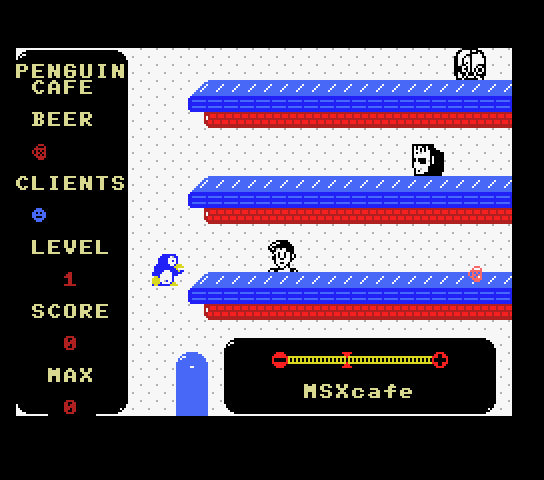 PENGUIN
CAFE
BEER
CLIENTS
LEVEL
1
SCORE
0
MAX
0
MSXcafe